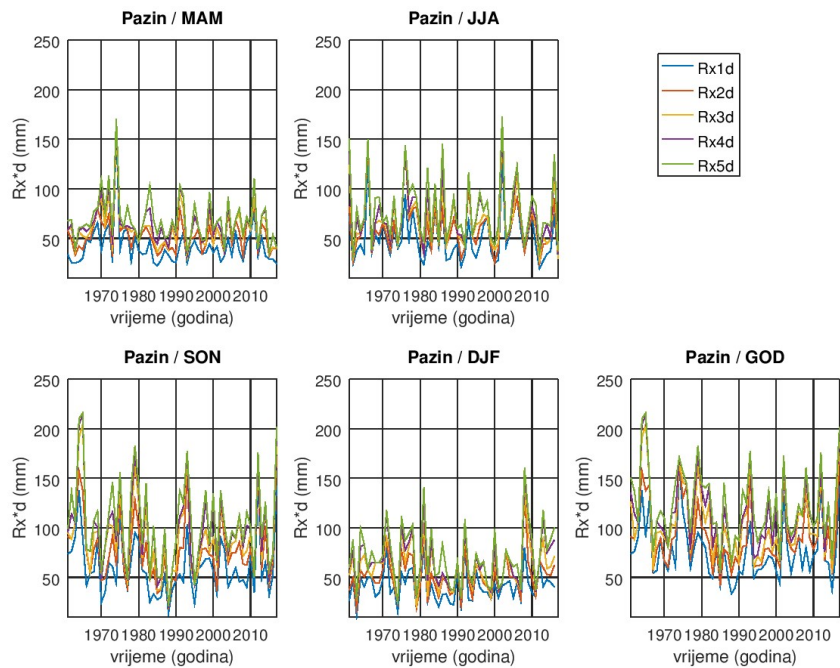 Pazin / MAM
250
200
150
100
50
Rx*d (mm)
1970 1980 1990 2000 2010
vrijeme (godina)
Pazin / JJA
250
200
150
100
50
Rx*d (mm)
1970 1980 1990 2000 2010
vrijeme (godina)
Rx1d
Rx2d
Rx3d
Rx4d
Rx5d
Pazin / SON
250
200
150
100
50
Rx*d (mm)
1970 1980 1990 2000 2010
vrijeme (godina)
Pazin / DJF
250
200
150
100
50
Rx*d (mm)
1970 1980 1990 2000 2010
vrijeme (godina)
Pazin / GOD
250
200
150
100
50
Rx*d (mm)
1970 1980 1990 2000 2010
vrijeme (godina)